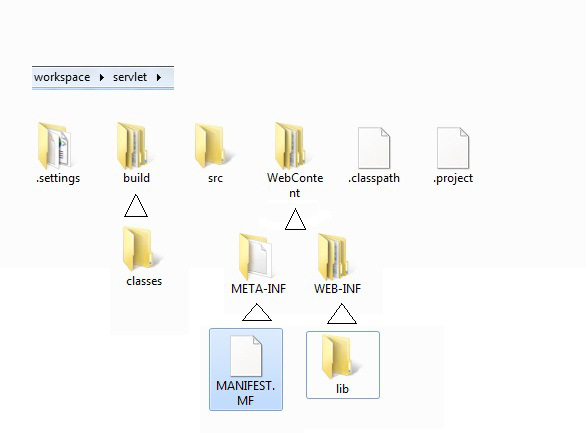 workspace servlet
.settings build src WebConte
nt .classpath .project
classes META-INF WEB-INF
MANIFEST.
MF lib